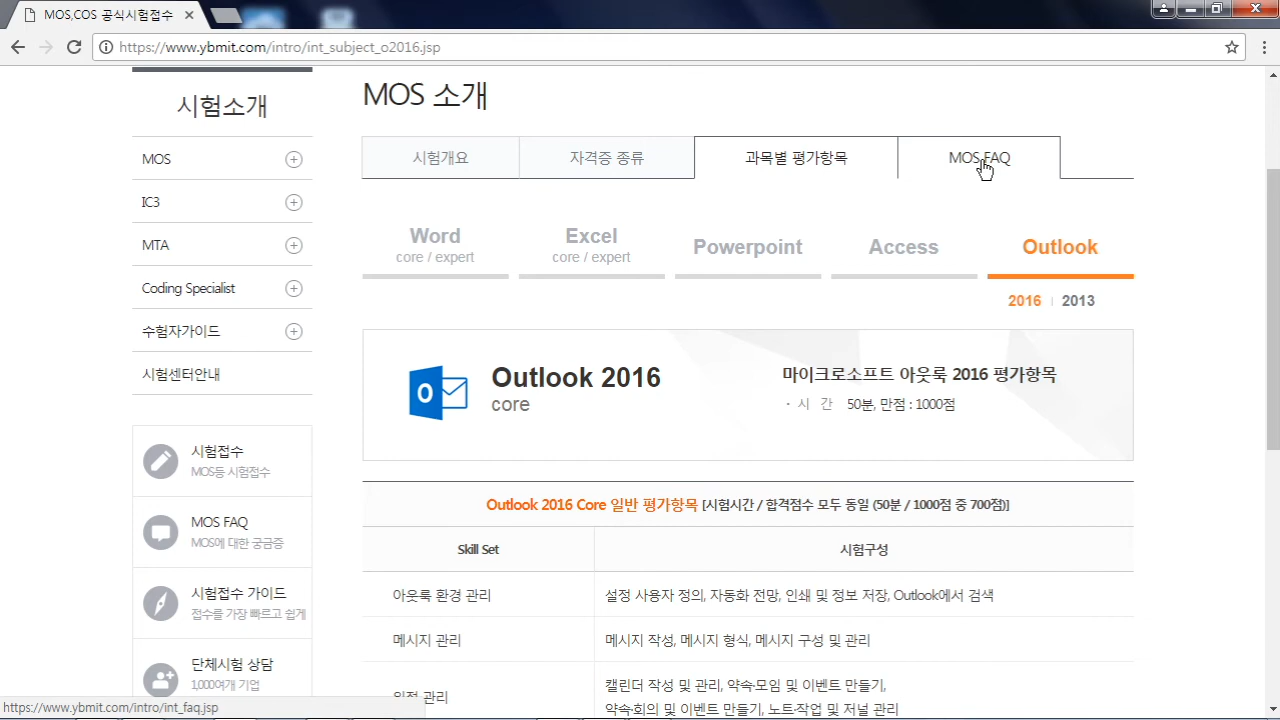 MOS,COS 공식시험접수
https://www.ybmit.com/intro/int_subject_o2016.jsp
시험소개
MOS
IC3
MTA
Coding Specialist
수험자가이드
시험센터안내
시험접수
MOS등 시험접수
MOS FAQ
MOS에 대한 궁금증
시험접수 가이드
접수를 가장 빠르고 쉽게
단체시험 상담
1,000여개 기업
MOS 소개
시험개요
자격증 종류
과목별 평가항목
MOS FAQ
Word
core / expert
Excel
core / expert
Powerpoint
Access
Outlook
2016 | 2013
Outlook 2016
core
마이크로소프트 아웃룩 2016 평가항목
· 시 간 50분, 만점 : 1000점
Outlook 2016 Core 일반 평가항목 [시험시간 / 합격점수 모두 동일 (50분 / 1000점 중 700점)]
Skill Set 시험구성
아웃룩 환경 관리 설정 사용자 정의, 자동화 전망, 인쇄 및 정보 저장, Outlook에서 검색
메시지 관리 메시지 작성, 메시지 형식, 메시지 구성 및 관리
일정 관리 캘린더 작성 및 관리, 약속·모임 및 이벤트 만들기,
약속·회의 및 이벤트 만들기, 노트·작업 및 저널 관리
https://www.ybmit.com/intro/int_faq.jsp